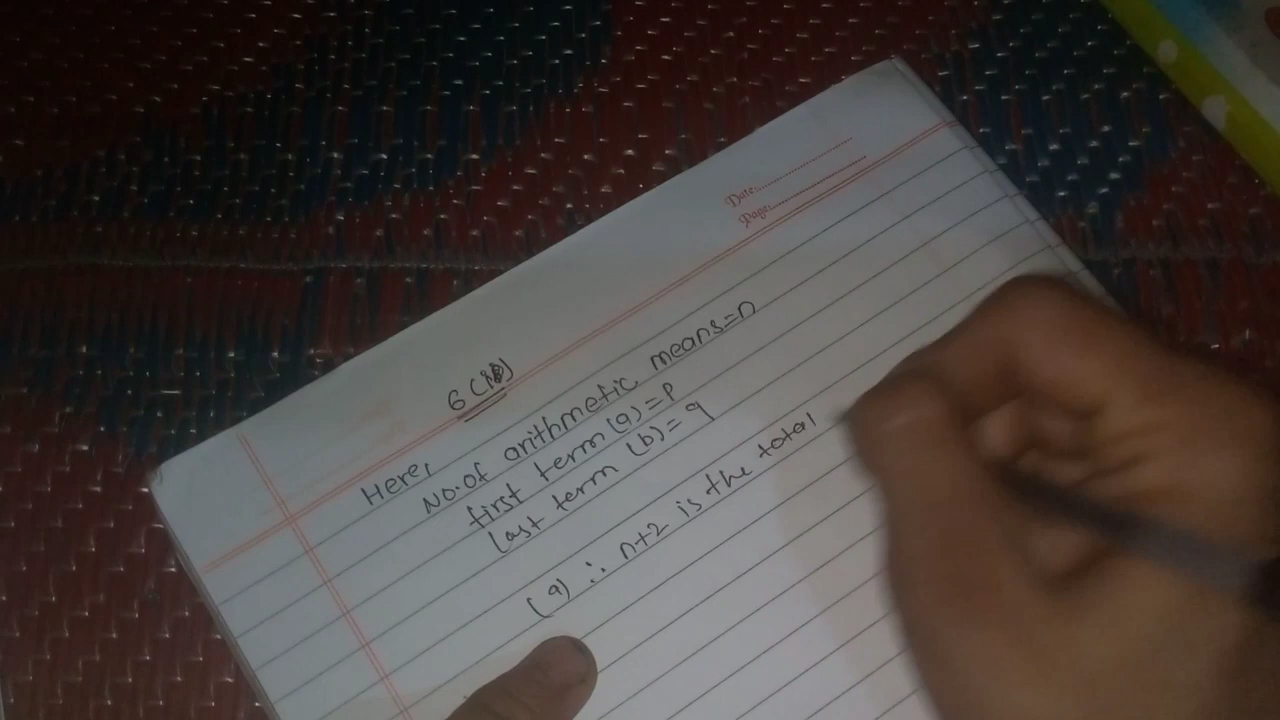 Date:
Page:
6 (ii)
Here,
No. of arithmetic means = n
first term (a) = p
last term (b) = q
(a) ∴ n+2 is the total